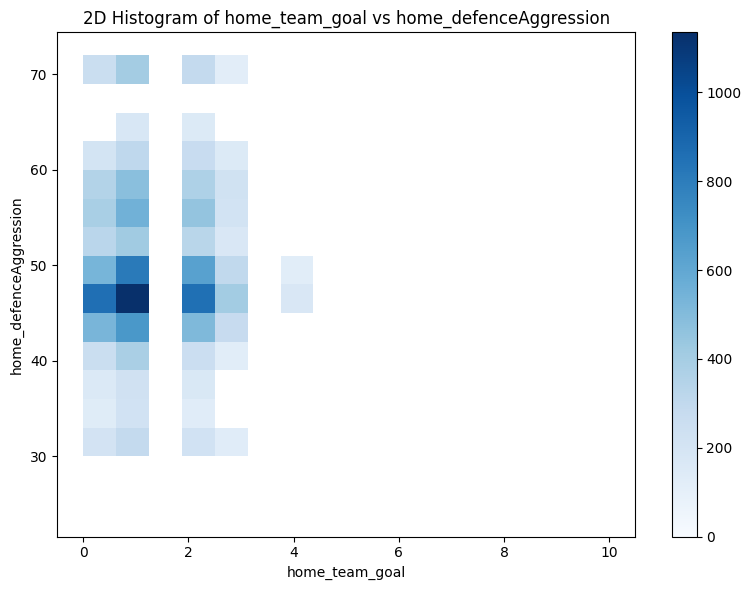 2D Histogram of home_team_goal vs home_defenceAggression
home_defenceAggression
70
60
50
40
30
0 2 4 6 8 10
home_team_goal
1000
800
600
400
200
0